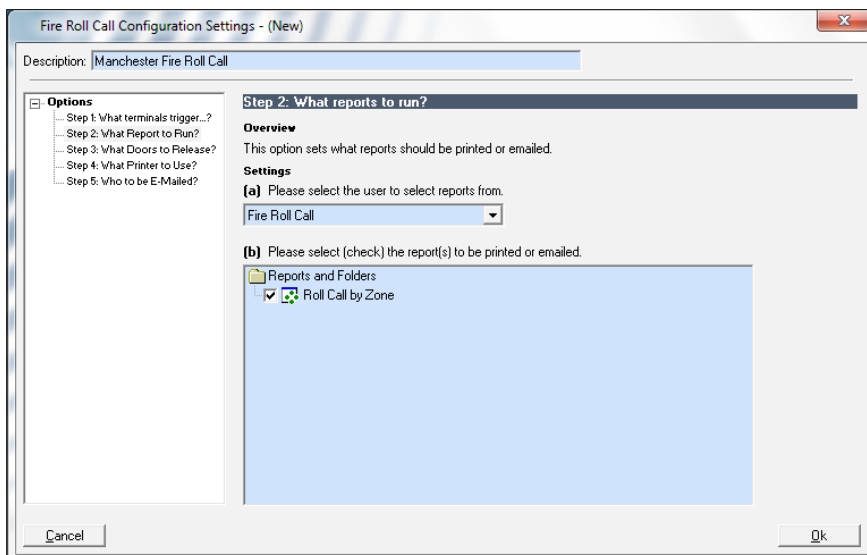 Fire Roll Call Configuration Settings - (New)
Description: Manchester Fire Roll Call
Options
Step 1: What terminals trigger...?
Step 2: What Report to Run?
Step 3: What Doors to Release?
Step 4: What Printer to Use?
Step 5: Who to be E-Mailed?
Step 2: What reports to run?
Overview
This option sets what reports should be printed or emailed.
Settings
(a) Please select the user to select reports from.
Fire Roll Call
(b) Please select (check) the report(s) to be printed or emailed.
Reports and Folders
Roll Call by Zone
Cancel
Ok